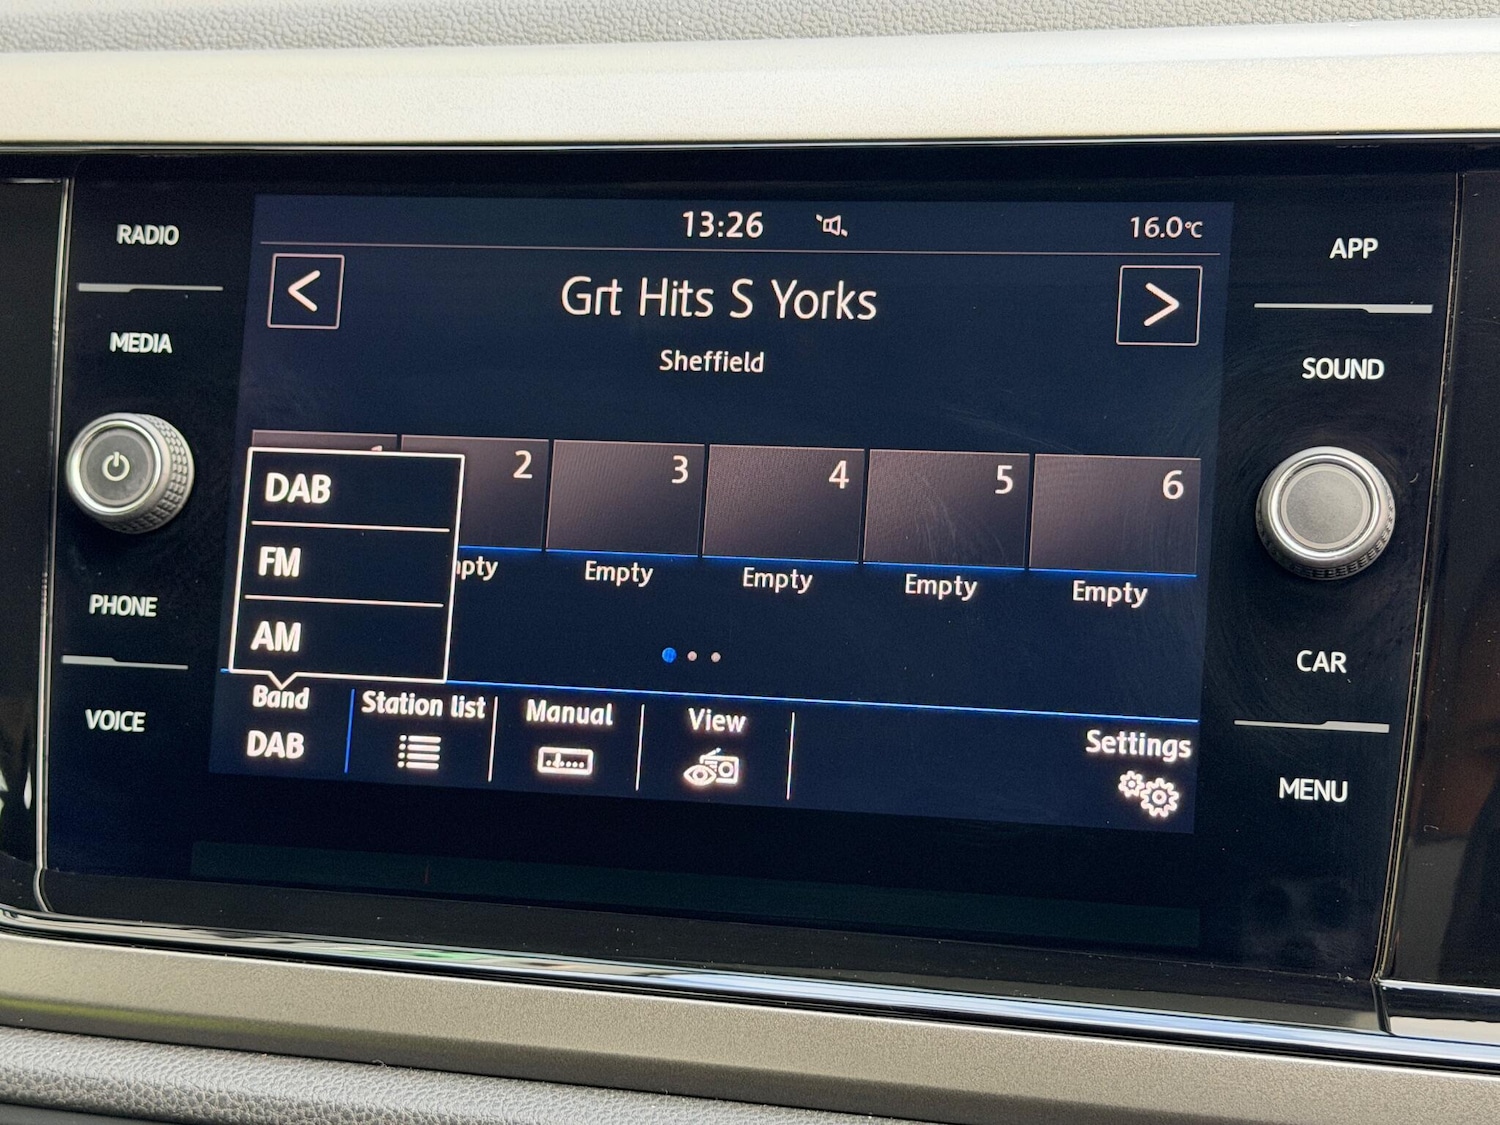 RADIO
MEDIA
PHONE
VOICE
13:26
16.0°C
Grt Hits S Yorks
Sheffield
2
3
4
5
6
Empty
Empty
Empty
Empty
DAB
FM
AM
Band
DAB
Station list
Manual
View
Settings
APP
SOUND
CAR
MENU